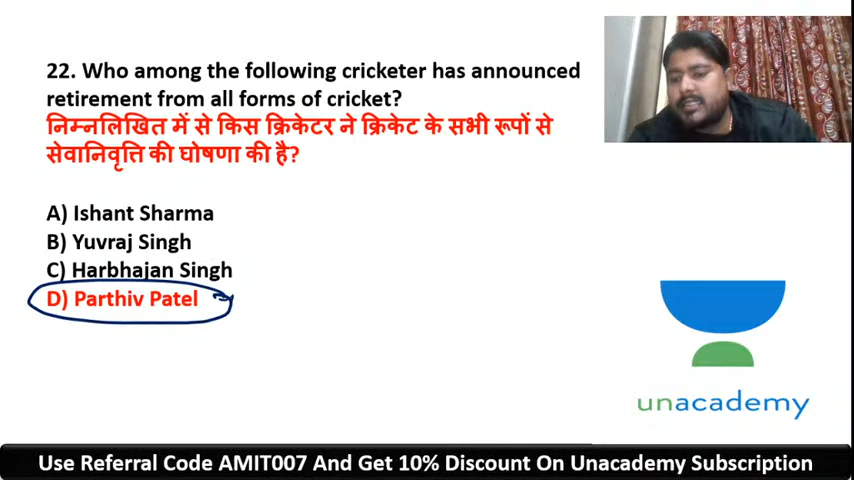 22. Who among the following cricketer has announced
retirement from all forms of cricket?
निम्नलिखित में से किस क्रिकेटर ने क्रिकेट के सभी रूपों से
सेवानिवृत्ति की घोषणा की है?
A) Ishant Sharma
B) Yuvraj Singh
C) Harbhajan Singh
D) Parthiv Patel
unacademy
Use Referral Code AMIT007 And Get 10% Discount On Unacademy Subscription